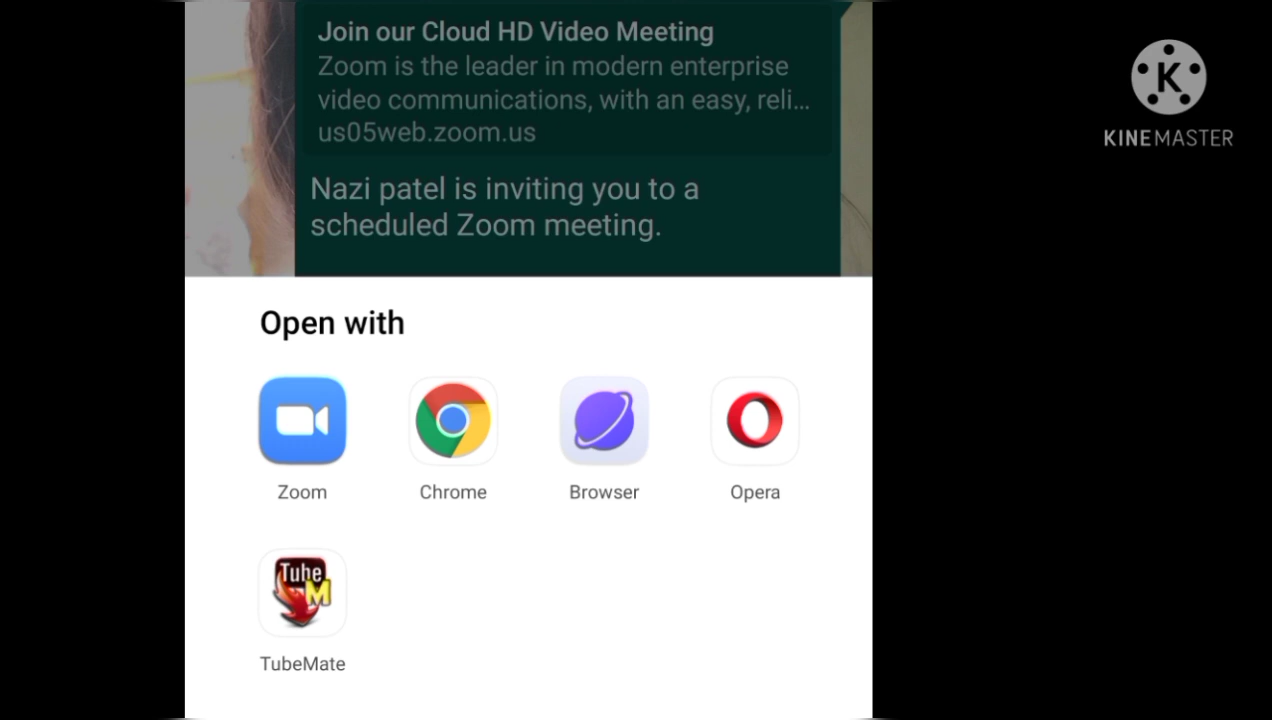 Join our Cloud HD Video Meeting
Zoom is the leader in modern enterprise
video communications, with an easy, reli...
us05web.zoom.us
Nazi patel is inviting you to a
scheduled Zoom meeting.
K
KINEMASTER
Open with
Zoom
Chrome
Browser
Opera
Tube
M
TubeMate